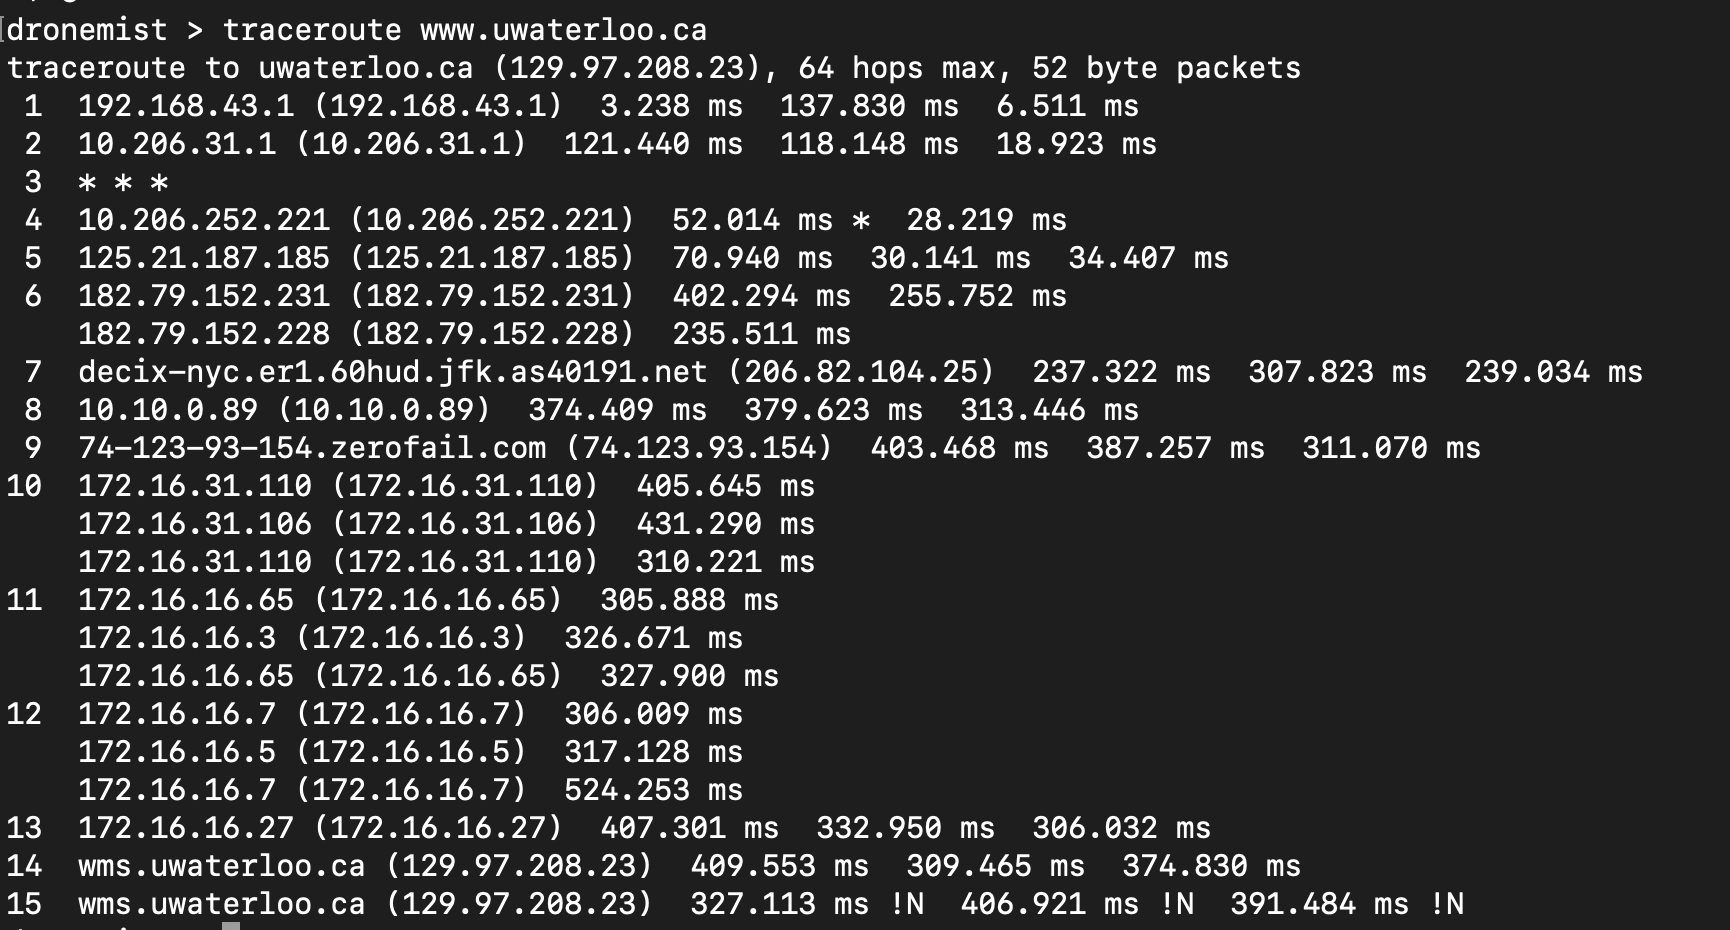 dronemist > traceroute www.uwaterloo.ca
traceroute to uwaterloo.ca (129.97.208.23), 64 hops max, 52 byte packets
 1  192.168.43.1 (192.168.43.1)  3.238 ms  137.830 ms  6.511 ms
 2  10.206.31.1 (10.206.31.1)  121.440 ms  118.148 ms  18.923 ms
 3  * * *
 4  10.206.252.221 (10.206.252.221)  52.014 ms *  28.219 ms
 5  125.21.187.185 (125.21.187.185)  70.940 ms  30.141 ms  34.407 ms
 6  182.79.152.231 (182.79.152.231)  402.294 ms  255.752 ms
    182.79.152.228 (182.79.152.228)  235.511 ms
 7  decix-nyc.er1.60hud.jfk.as40191.net (206.82.104.25)  237.322 ms  307.823 ms  239.034 ms
 8  10.10.0.89 (10.10.0.89)  374.409 ms  379.623 ms  313.446 ms
 9  74-123-93-154.zerofail.com (74.123.93.154)  403.468 ms  387.257 ms  311.070 ms
10  172.16.31.110 (172.16.31.110)  405.645 ms
    172.16.31.106 (172.16.31.106)  431.290 ms
    172.16.31.110 (172.16.31.110)  310.221 ms
11  172.16.16.65 (172.16.16.65)  305.888 ms
    172.16.16.3 (172.16.16.3)  326.671 ms
    172.16.16.65 (172.16.16.65)  327.900 ms
12  172.16.16.7 (172.16.16.7)  306.009 ms
    172.16.16.5 (172.16.16.5)  317.128 ms
    172.16.16.7 (172.16.16.7)  524.253 ms
13  172.16.16.27 (172.16.16.27)  407.301 ms  332.950 ms  306.032 ms
14  wms.uwaterloo.ca (129.97.208.23)  409.553 ms  309.465 ms  374.830 ms
15  wms.uwaterloo.ca (129.97.208.23)  327.113 ms !N  406.921 ms !N  391.484 ms !N